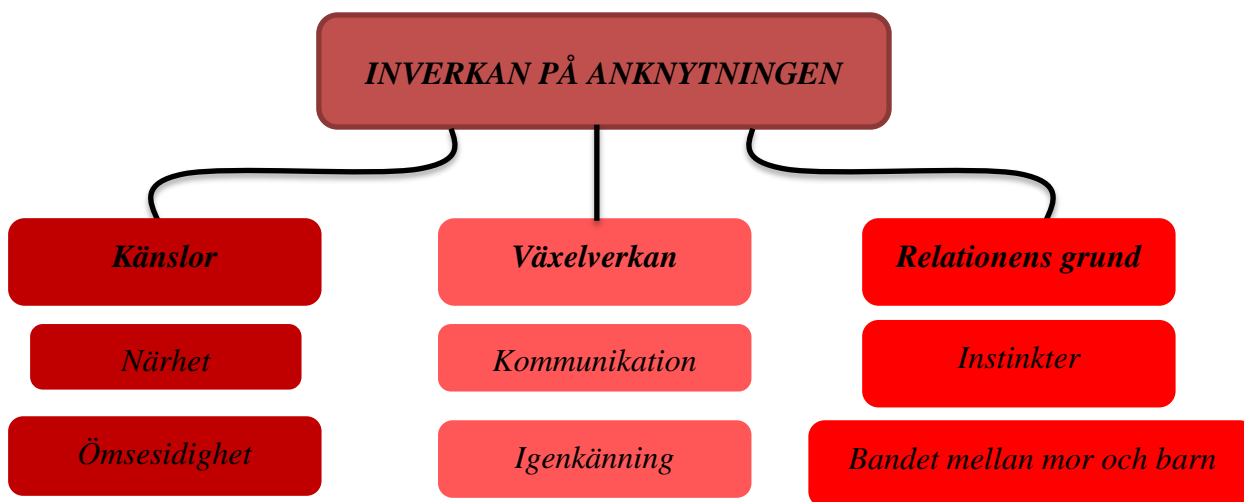 INVERKAN PÅ ANKNYTNINGEN
Känslor
Närhet
Ömsesidighet
Växelverkan
Kommunikation
Igenkänning
Relationens grund
Instinkter
Bandet mellan mor och barn